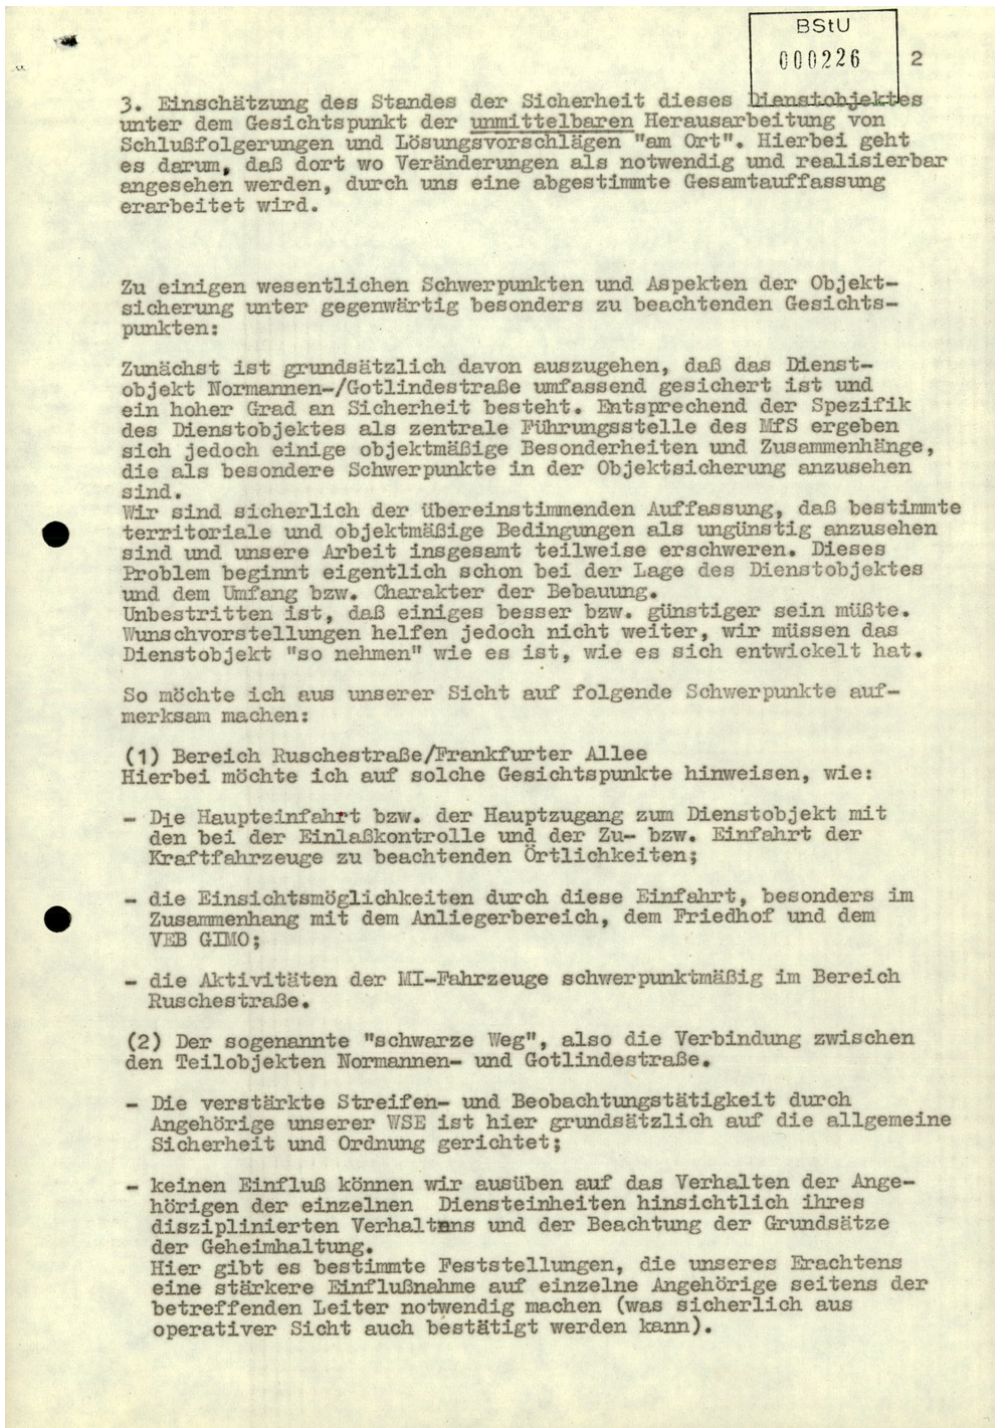 BStU
000226
2
3. Einschätzung des Standes der Sicherheit dieses Dienstobjektes
unter dem Gesichtspunkt der unmittelbaren Herausarbeitung von
Schlußfolgerungen und Lösungsvorschlägen "am Ort". Hierbei geht
es darum, daß dort wo Veränderungen als notwendig und realisierbar
angesehen werden, durch uns eine abgestimmte Gesamtauffassung
erarbeitet wird.
Zu einigen wesentlichen Schwerpunkten und Aspekten der Objekt-
sicherung unter gegenwärtig besonders zu beachtenden Gesichts-
punkten:
Zunächst ist grundsätzlich davon auszugehen, daß das Dienst-
objekt Normannen-/Gotlindestraße umfassend gesichert ist und
ein hoher Grad an Sicherheit besteht. Entsprechend der Spezifik
des Dienstobjektes als zentrale Führungsstelle des MfS ergeben
sich jedoch einige objektmäßige Besonderheiten und Zusammenhänge,
die als besondere Schwerpunkte in der Objektsicherung anzusehen
sind.
Wir sind sicherlich der übereinstimmenden Auffassung, daß bestimmte
territoriale und objektmäßige Bedingungen als ungünstig anzusehen
sind und unsere Arbeit insgesamt teilweise erschweren. Dieses
Problem beginnt eigentlich schon bei der Lage des Dienstobjektes
und dem Umfang bzw. Charakter der Bebauung.
Unbestritten ist, daß einiges besser bzw. günstiger sein müßte.
Wunschvorstellungen helfen jedoch nicht weiter, wir müssen das
Dienstobjekt "so nehmen" wie es ist, wie es sich entwickelt hat.
So möchte ich aus unserer Sicht auf folgende Schwerpunkte auf-
merksam machen:
(1) Bereich Ruschestraße/Frankfurter Allee
Hierbei möchte ich auf solche Gesichtspunkte hinweisen, wie:
- Die Haupteinfahrt bzw. der Hauptzugang zum Dienstobjekt mit
den bei der Einlaßkontrolle und der Zu- bzw. Einfahrt der
Kraftfahrzeuge zu beachtenden Örtlichkeiten;
- die Einsichtsmöglichkeiten durch diese Einfahrt, besonders im
Zusammenhang mit dem Anliegerbereich, dem Friedhof und dem
VEB GIMO;
- die Aktivitäten der MI-Fahrzeuge schwerpunktmäßig im Bereich
Ruschestraße.
(2) Der sogenannte "schwarze Weg", also die Verbindung zwischen
den Teilobjekten Normannen- und Gotlindestraße.
- Die verstärkte Streifen- und Beobachtungstätigkeit durch
Angehörige unserer WSE ist hier grundsätzlich auf die allgemeine
Sicherheit und Ordnung gerichtet;
- keinen Einfluß können wir ausüben auf das Verhalten der Ange-
hörigen der einzelnen Diensteinheiten hinsichtlich ihres
disziplinierten Verhaltens und der Beachtung der Grundsätze
der Geheimhaltung.
Hier gibt es bestimmte Feststellungen, die unseres Erachtens
eine stärkere Einflußnahme auf einzelne Angehörige seitens der
betreffenden Leiter notwendig machen (was sicherlich aus
operativer Sicht auch bestätigt werden kann).